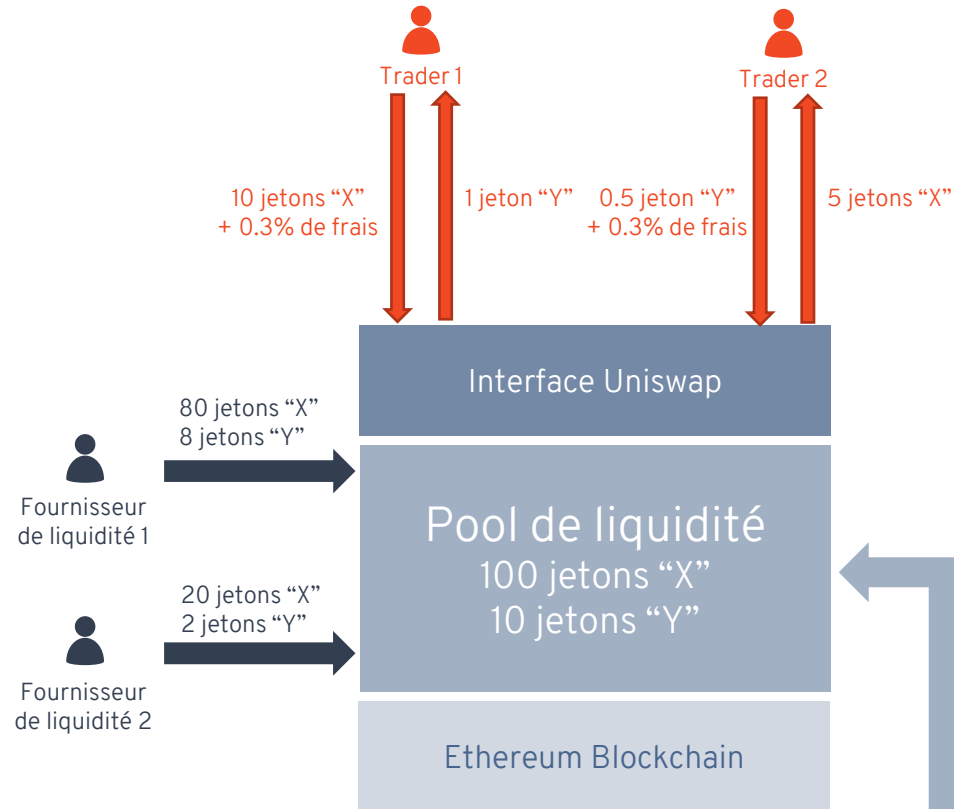 Trader 1
Trader 2
10 jetons “X”
+ 0.3% de frais
1 jeton “Y”
0.5 jeton “Y”
+ 0.3% de frais
5 jetons “X”
Interface Uniswap
80 jetons “X”
8 jetons “Y”
Fournisseur
de liquidité 1
Pool de liquidité
100 jetons “X”
10 jetons “Y”
20 jetons “X”
2 jetons “Y”
Fournisseur
de liquidité 2
Ethereum Blockchain